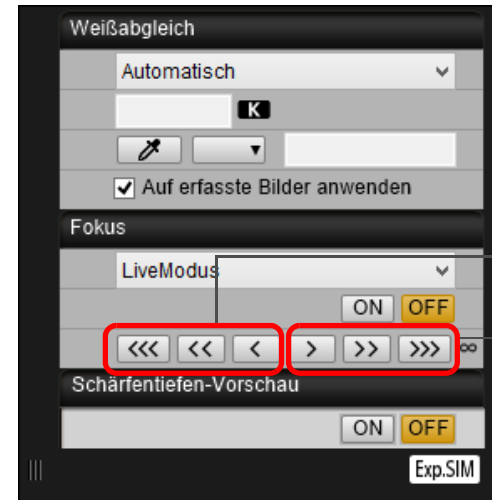 Weißabgleich
Automatisch
K
Auf erfasste Bilder anwenden
Fokus
LiveModus
ON OFF
<<< << < > >> >>> ∞
Schärfentiefen-Vorschau
ON OFF
Exp.SIM